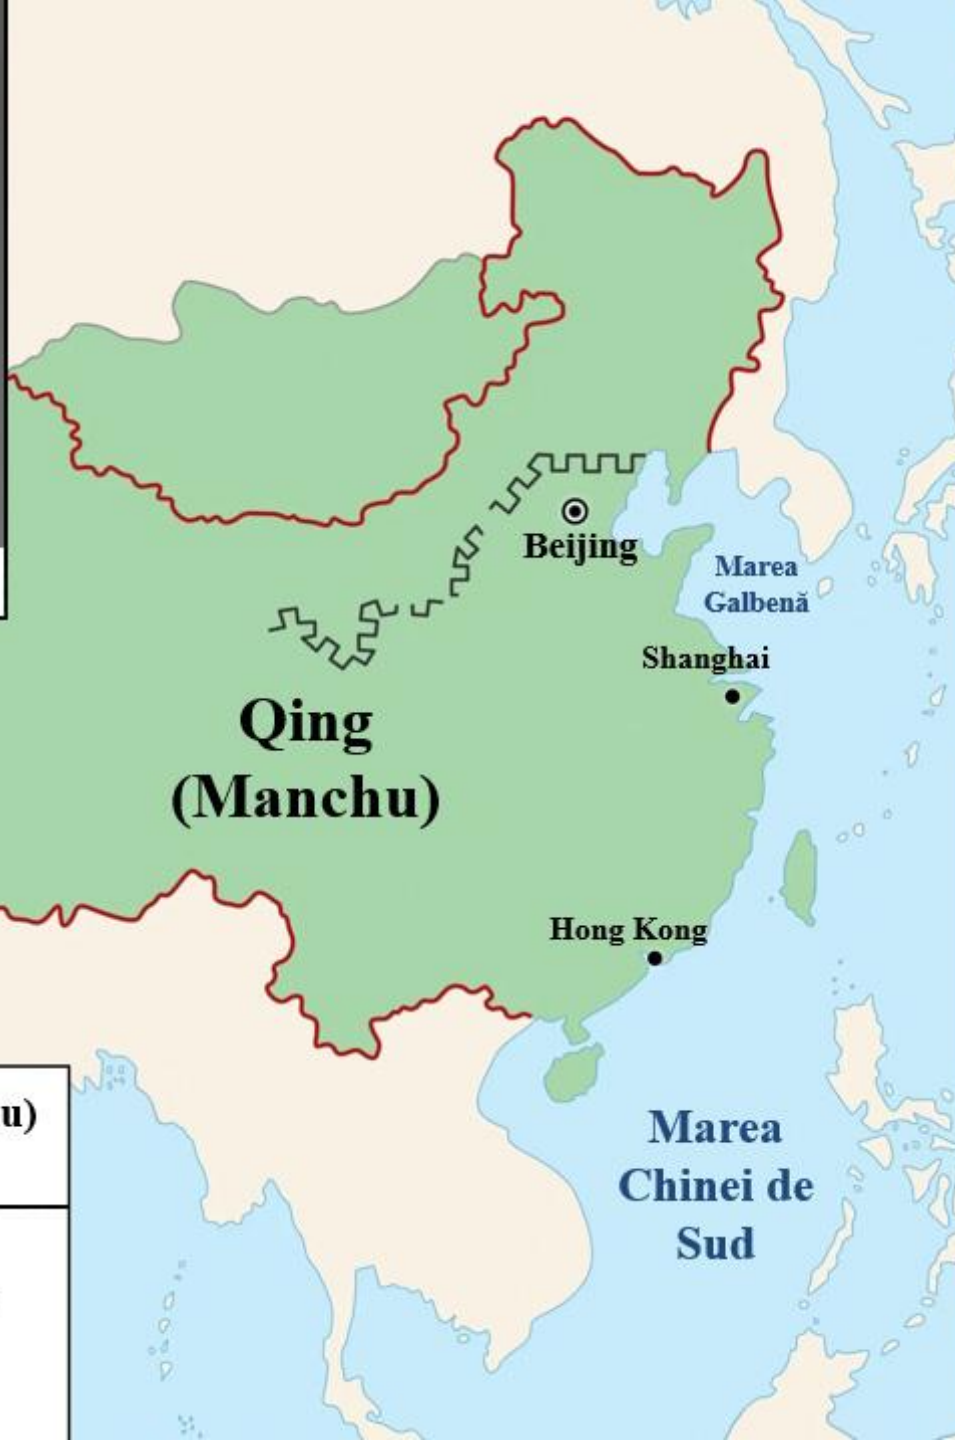 Beijing
Marea
Galbenă
Shanghai
Qing
(Manchu)
Hong Kong
u)
Marea
Chinei de
Sud